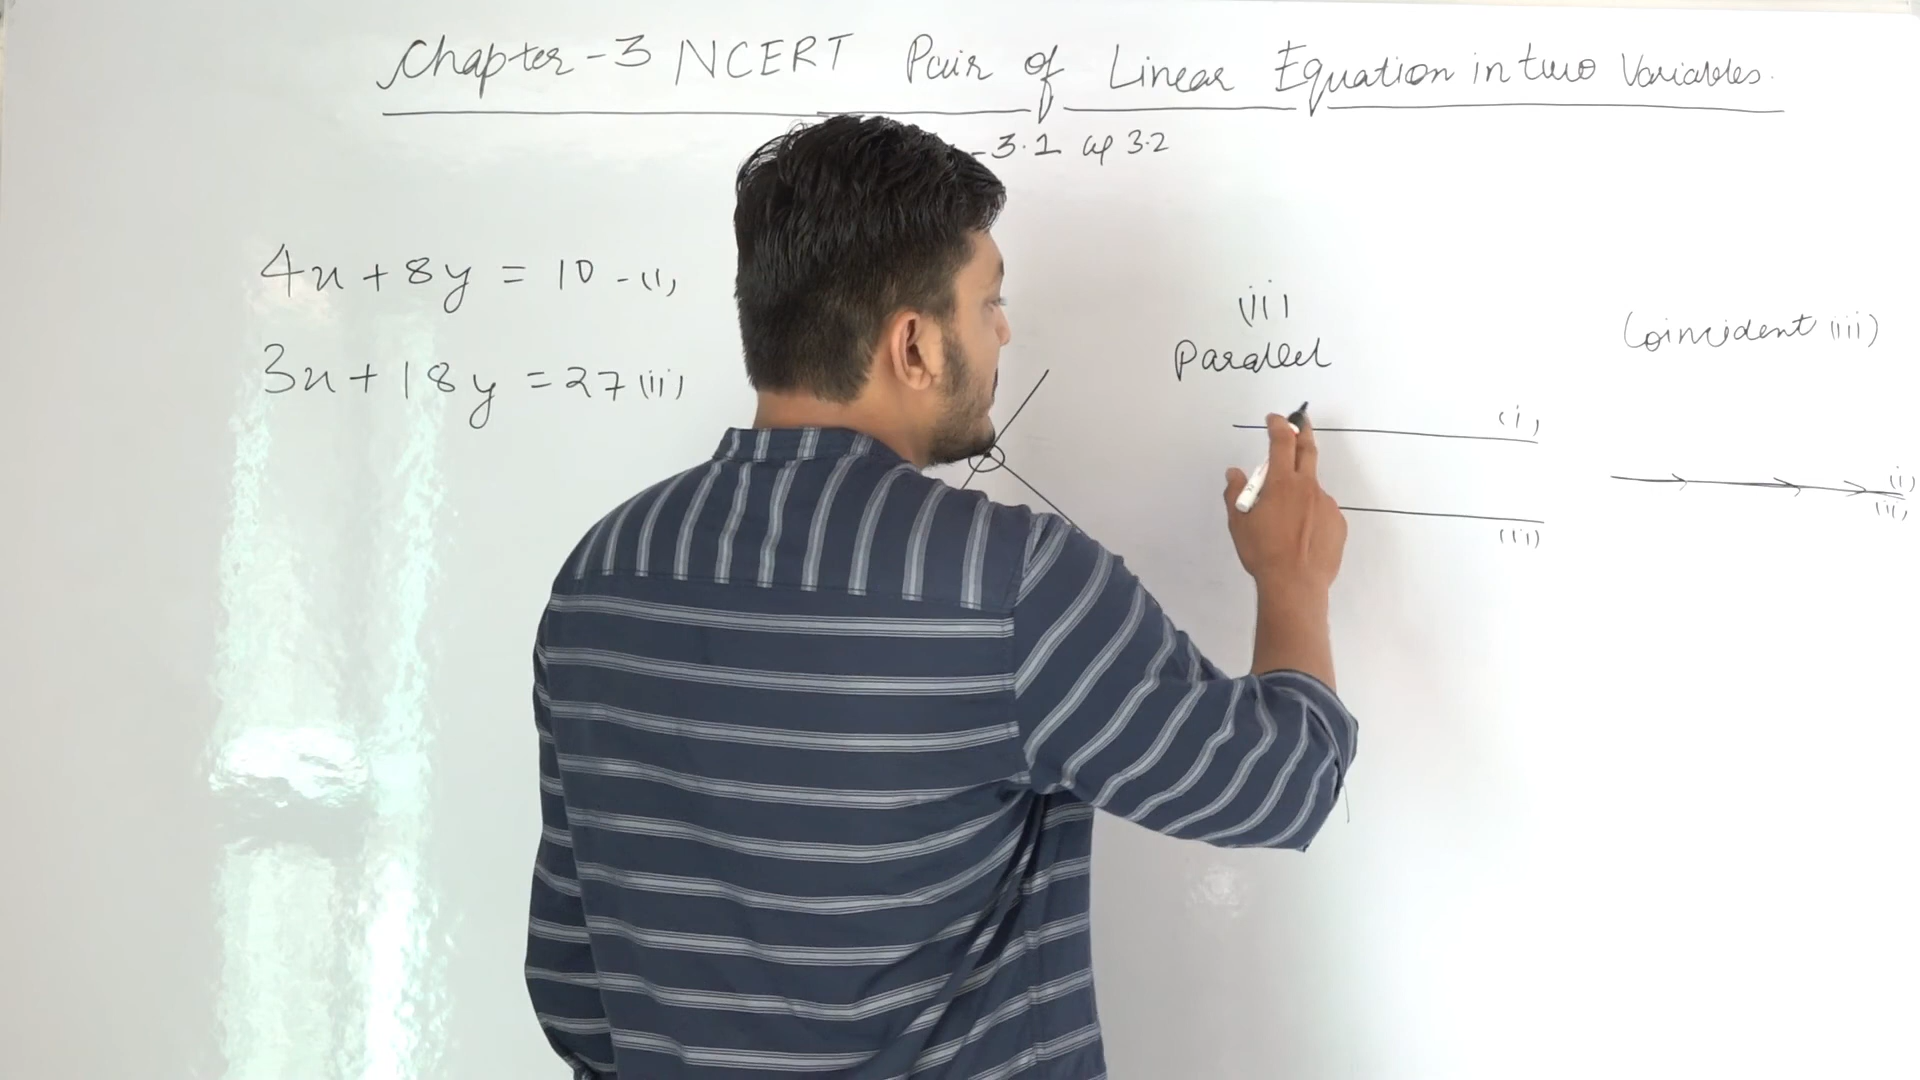 Chapter-3 NCERT Pair of Linear Equation in two Variables.
-3.1 3.2
4x + 8y = 10 -(i)
3x + 18y = 27 (ii)
(ii)
Parallel
(i)
(ii)
Coincident (iii)
(i)
(ii)